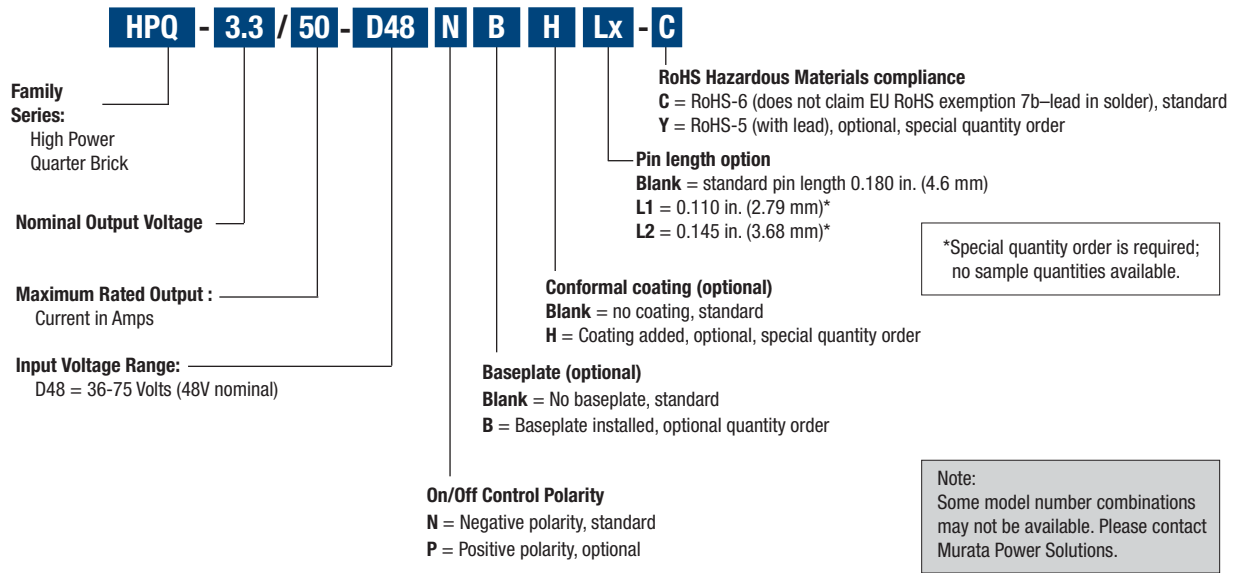 HPQ - 3.3 / 50 - D48 N B H Lx - C
Family
Series:
High Power
Quarter Brick
Nominal Output Voltage
Maximum Rated Output :
Current in Amps
Input Voltage Range:
D48 = 36-75 Volts (48V nominal)
RoHS Hazardous Materials compliance
C = RoHS-6 (does not claim EU RoHS exemption 7b–lead in solder), standard
Y = RoHS-5 (with lead), optional, special quantity order
Pin length option
Blank = standard pin length 0.180 in. (4.6 mm)
L1 = 0.110 in. (2.79 mm)*
L2 = 0.145 in. (3.68 mm)*
*Special quantity order is required;
no sample quantities available.
Conformal coating (optional)
Blank = no coating, standard
H = Coating added, optional, special quantity order
Baseplate (optional)
Blank = No baseplate, standard
B = Baseplate installed, optional quantity order
On/Off Control Polarity
N = Negative polarity, standard
P = Positive polarity, optional
Note:
Some model number combinations
may not be available. Please contact
Murata Power Solutions.